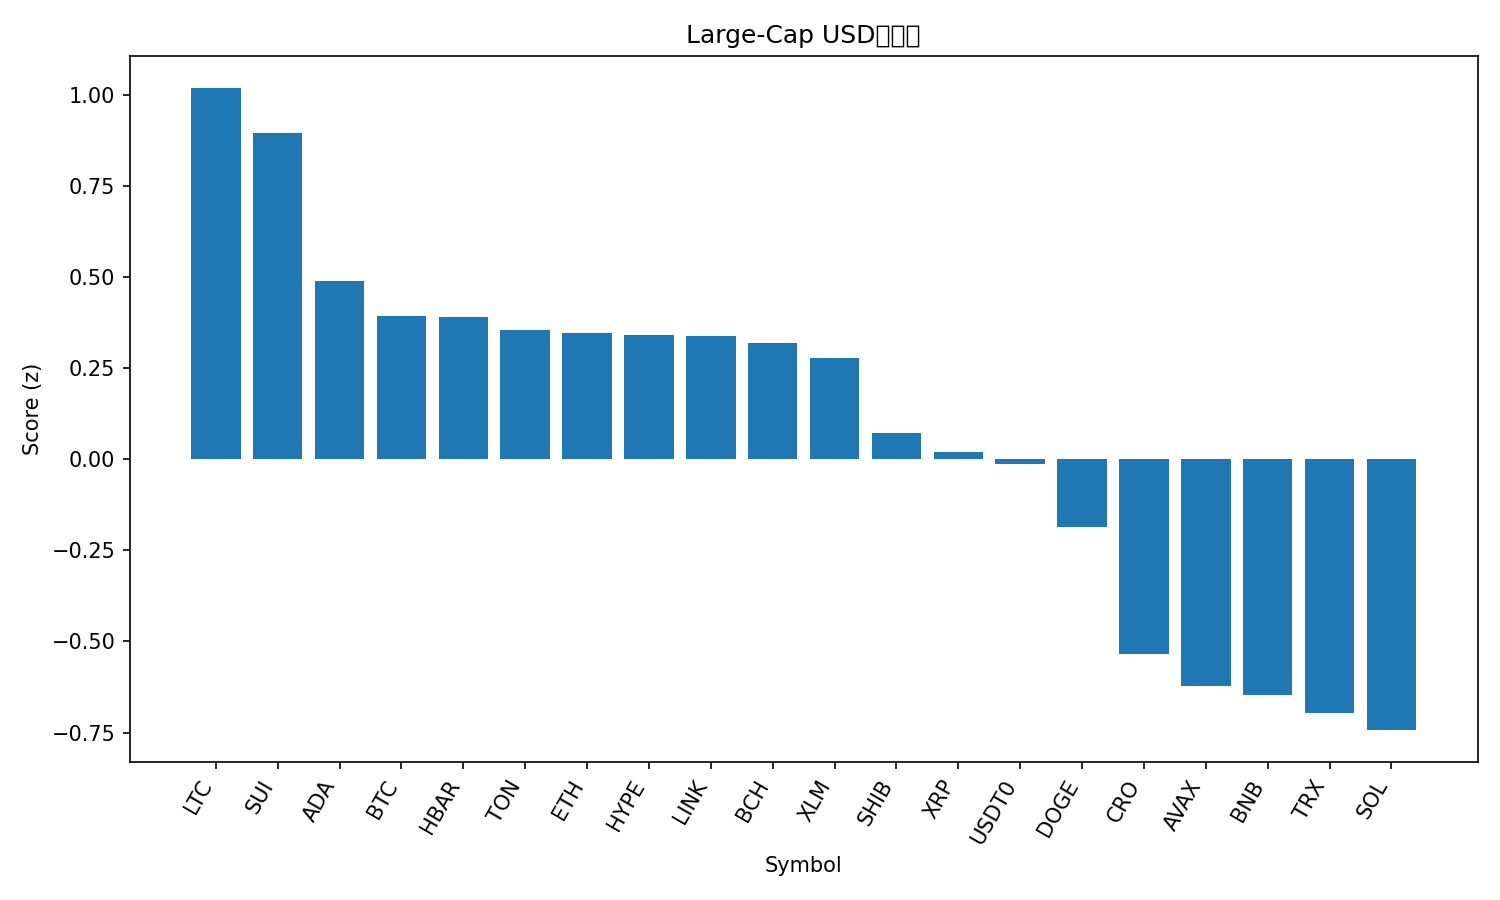 Large-Cap USD
Score (z)
1.00
0.75
0.50
0.25
0.00
−0.25
−0.50
−0.75
LTC
SUI
ADA
BTC
HBAR
TON
ETH
HYPE
LINK
BCH
XLM
SHIB
XRP
USDT0
DOGE
CRO
AVAX
BNB
TRX
SOL
Symbol